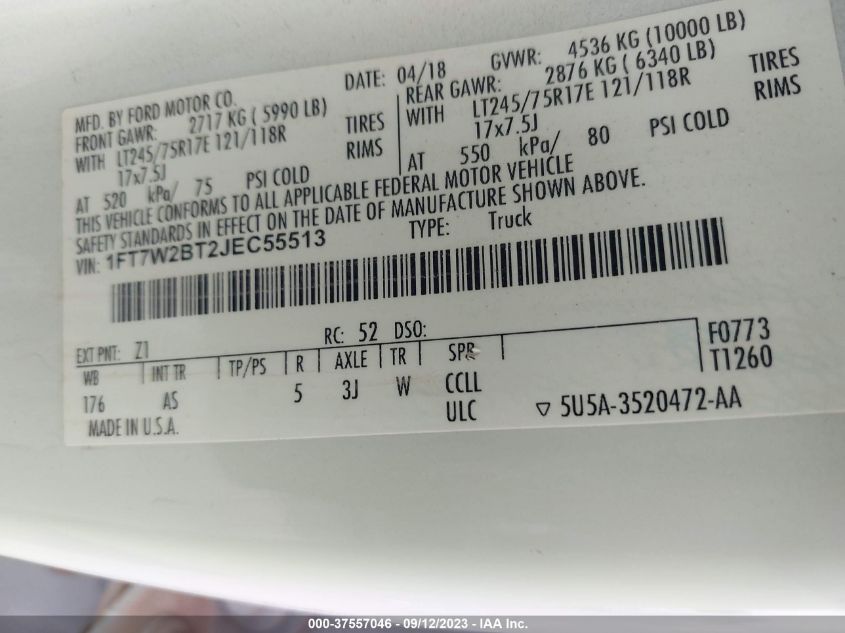 MFD. BY FORD MOTOR CO.
DATE: 04/18
GVWR: 4536 KG (10000 LB)
FRONT GAWR: 2717 KG ( 5990 LB)
REAR GAWR: 2876 KG ( 6340 LB)
WITH LT245/75R17E 121/118R TIRES
WITH LT245/75R17E 121/118R TIRES
17x7.5J RIMS
17x7.5J RIMS
AT 520 kPa/ 75 PSI COLD
AT 550 kPa/ 80 PSI COLD
THIS VEHICLE CONFORMS TO ALL APPLICABLE FEDERAL MOTOR VEHICLE
SAFETY STANDARDS IN EFFECT ON THE DATE OF MANUFACTURE SHOWN ABOVE.
VIN: 1FT7W2BT2JEC55513
TYPE: Truck
EXT PNT: Z1
RC: 52 DSO:
F0773
WB INT TR TP/PS R AXLE TR SPR
T1260
176 AS 5 3J W CCLL
MADE IN U.S.A.
ULC
5U5A-3520472-AA
000-37557046 - 09/12/2023 - IAA Inc.